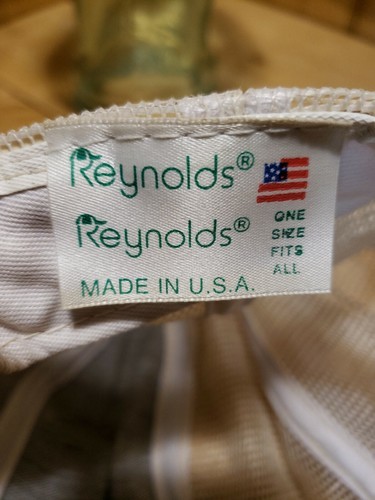 Reynolds®
Reynolds®
MADE IN U.S.A.
ONE
SIZE
FITS
ALL